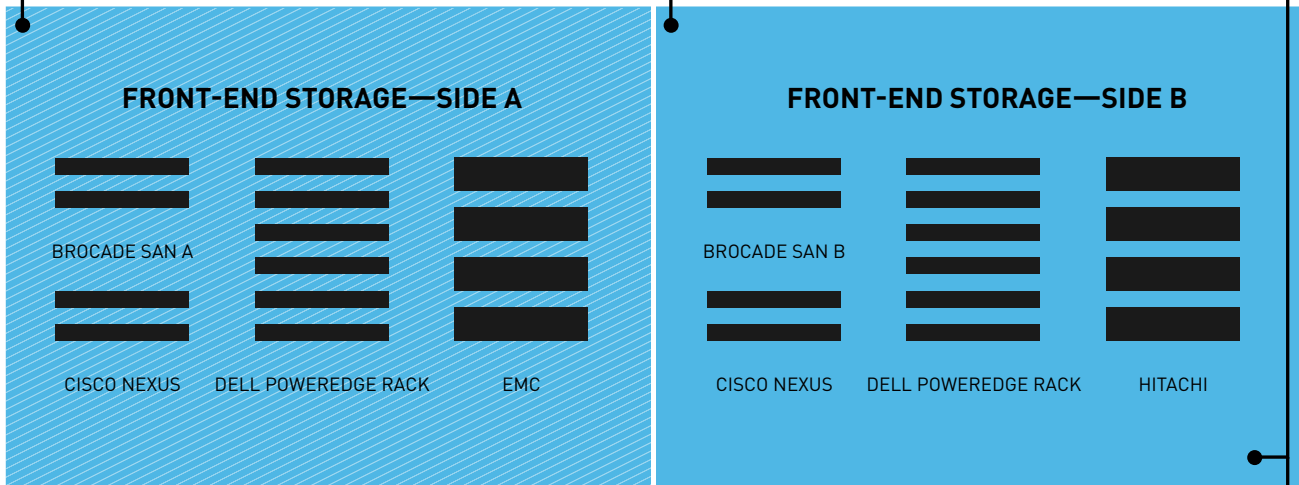 FRONT-END STORAGE—SIDE A
BROCADE SAN A
CISCO NEXUS
DELL POWEREDGE RACK
EMC
FRONT-END STORAGE—SIDE B
BROCADE SAN B
CISCO NEXUS
DELL POWEREDGE RACK
HITACHI